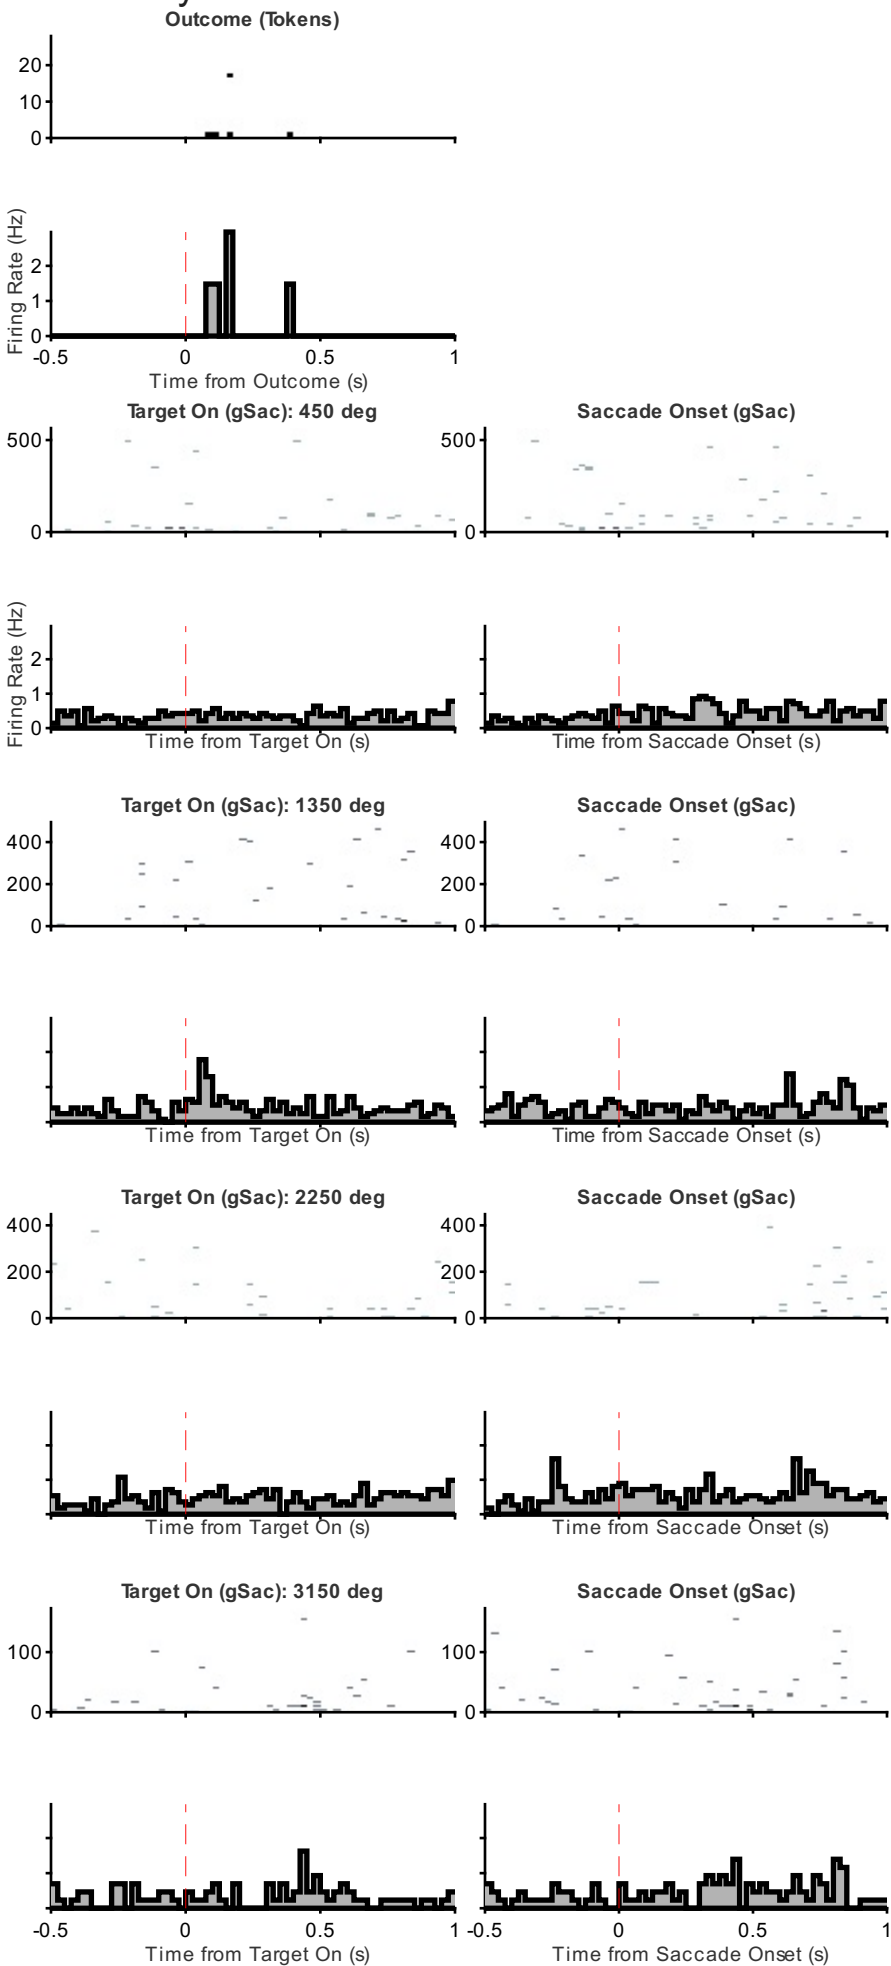 Outcome (Tokens)
20
10
0
Firing Rate (Hz)
2
1
0
-0.5 0 0.5 1
Time from Outcome (s)
Target On (gSac): 450 deg Saccade Onset (gSac)
500 500
0 0
Firing Rate (Hz)
2
1
0
Time from Target On (s) Time from Saccade Onset (s)
Target On (gSac): 1350 deg Saccade Onset (gSac)
400 400
200 200
0 0
Time from Target On (s) Time from Saccade Onset (s)
Target On (gSac): 2250 deg Saccade Onset (gSac)
400 400
200 200
0 0
Time from Target On (s) Time from Saccade Onset (s)
Target On (gSac): 3150 deg Saccade Onset (gSac)
100 100
0 0
-0.5 0 0.5 1 -0.5 0 0.5 1
Time from Target On (s) Time from Saccade Onset (s)